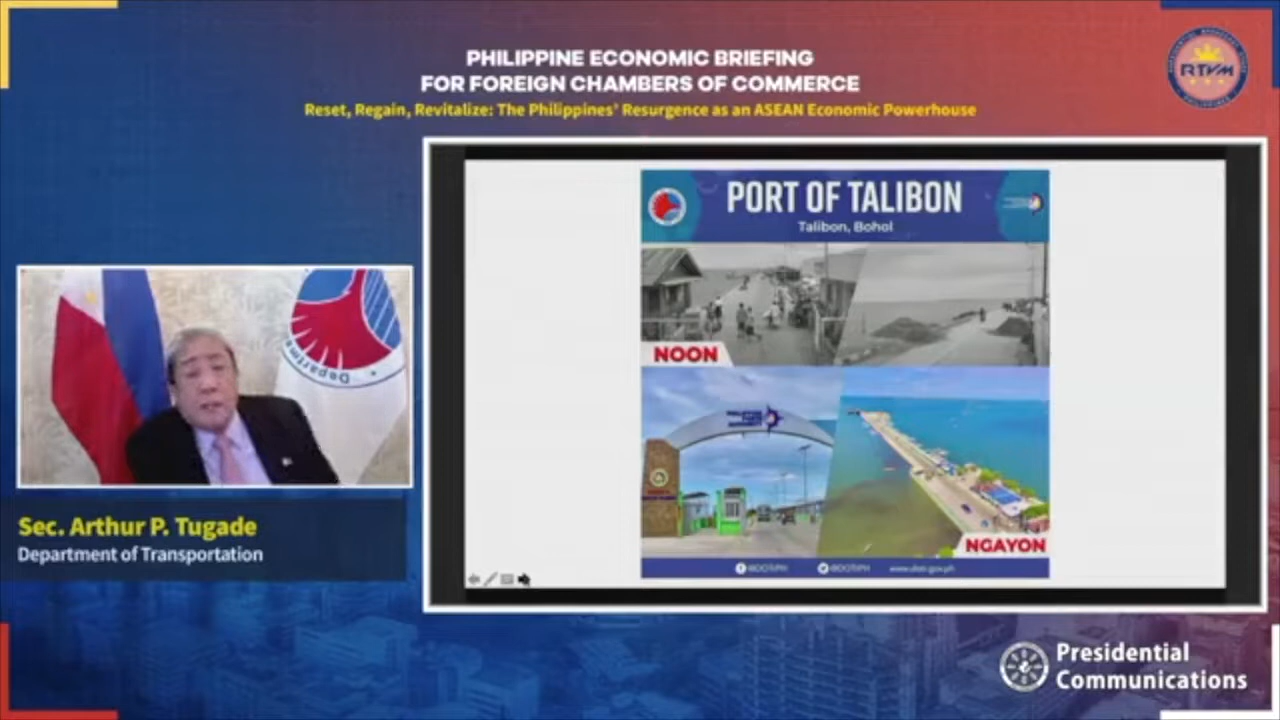 PHILIPPINE ECONOMIC BRIEFING
FOR FOREIGN CHAMBERS OF COMMERCE
Reset, Regain, Revitalize: The Philippines' Resurgence as an ASEAN Economic Powerhouse
RTVM
PORT OF TALIBON
Talibon, Bohol
NOON
NGAYON
Departme
Sec. Arthur P. Tugade
Department of Transportation
Presidential
Communications